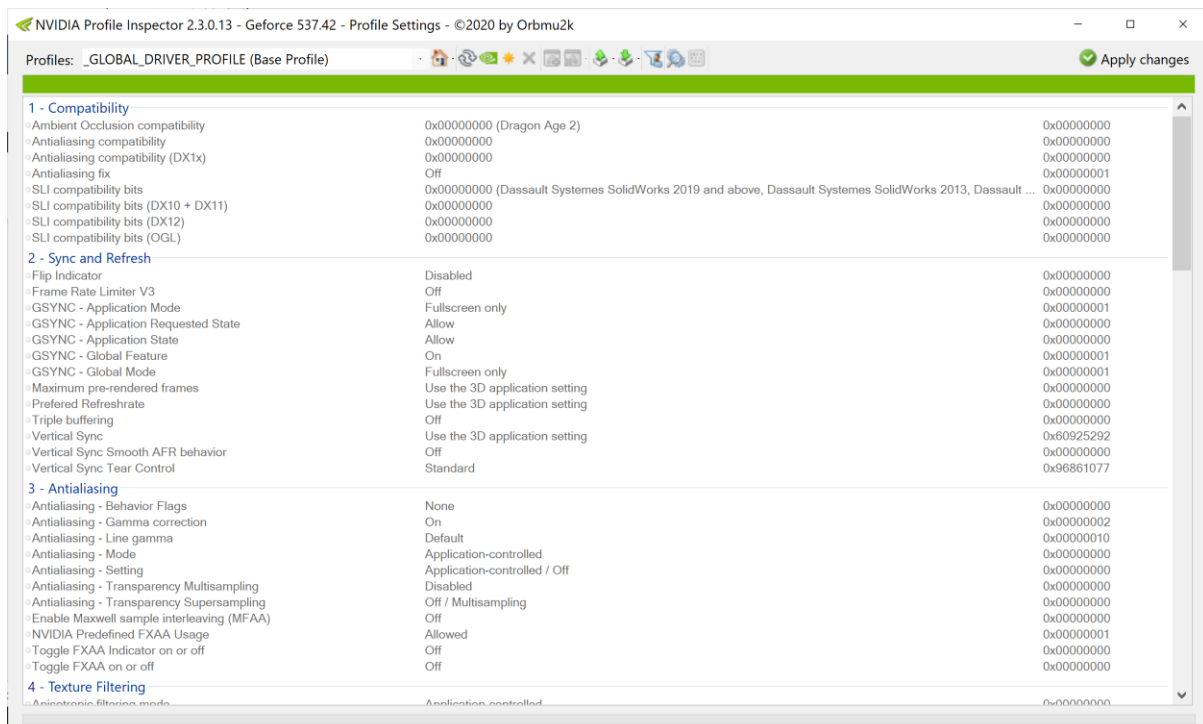 NVIDIA Profile Inspector 2.3.0.13 - Geforce 537.42 - Profile Settings - ©2020 by Orbmu2k
Profiles: _GLOBAL_DRIVER_PROFILE (Base Profile) Apply changes
1 - Compatibility
Ambient Occlusion compatibility 0x00000000 (Dragon Age 2) 0x00000000
Antialiasing compatibility 0x00000000 0x00000000
Antialiasing compatibility (DX1x) 0x00000000 0x00000000
Antialiasing fix Off 0x00000001
SLI compatibility bits 0x00000000 (Dassault Systemes SolidWorks 2019 and above, Dassault Systemes SolidWorks 2013, Dassault ... 0x00000000
SLI compatibility bits (DX10 + DX11) 0x00000000 0x00000000
SLI compatibility bits (DX12) 0x00000000 0x00000000
SLI compatibility bits (OGL) 0x00000000 0x00000000
2 - Sync and Refresh
Flip Indicator Disabled 0x00000000
Frame Rate Limiter V3 Off 0x00000000
GSYNC - Application Mode Fullscreen only 0x00000001
GSYNC - Application Requested State Allow 0x00000000
GSYNC - Application State Allow 0x00000000
GSYNC - Global Feature On 0x00000001
GSYNC - Global Mode Fullscreen only 0x00000001
Maximum pre-rendered frames Use the 3D application setting 0x00000000
Prefered Refreshrate Use the 3D application setting 0x00000000
Triple buffering Off 0x00000000
Vertical Sync Use the 3D application setting 0x60925292
Vertical Sync Smooth AFR behavior Off 0x00000000
Vertical Sync Tear Control Standard 0x96861077
3 - Antialiasing
Antialiasing - Behavior Flags None 0x00000000
Antialiasing - Gamma correction On 0x00000002
Antialiasing - Line gamma Default 0x00000010
Antialiasing - Mode Application-controlled 0x00000000
Antialiasing - Setting Application-controlled / Off 0x00000000
Antialiasing - Transparency Multisampling Disabled 0x00000000
Antialiasing - Transparency Supersampling Off / Multisampling 0x00000000
Enable Maxwell sample interleaving (MFAA) Off 0x00000000
NVIDIA Predefined FXAA Usage Allowed 0x00000001
Toggle FXAA Indicator on or off Off 0x00000000
Toggle FXAA on or off Off 0x00000000
4 - Texture Filtering
Anisotropic filtering mode Application controlled 0x00000000